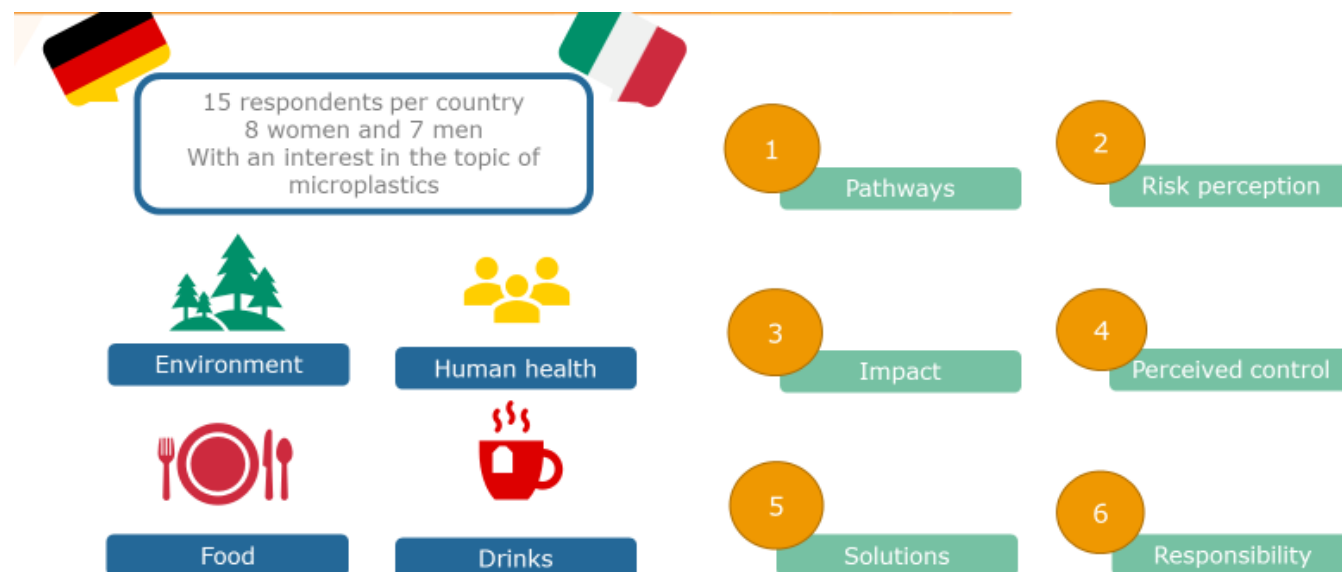 15 respondents per country
8 women and 7 men
With an interest in the topic of
microplastics
Environment
Human health
Food
Drinks
1
Pathways
2
Risk perception
3
Impact
4
Perceived control
5
Solutions
6
Responsibility